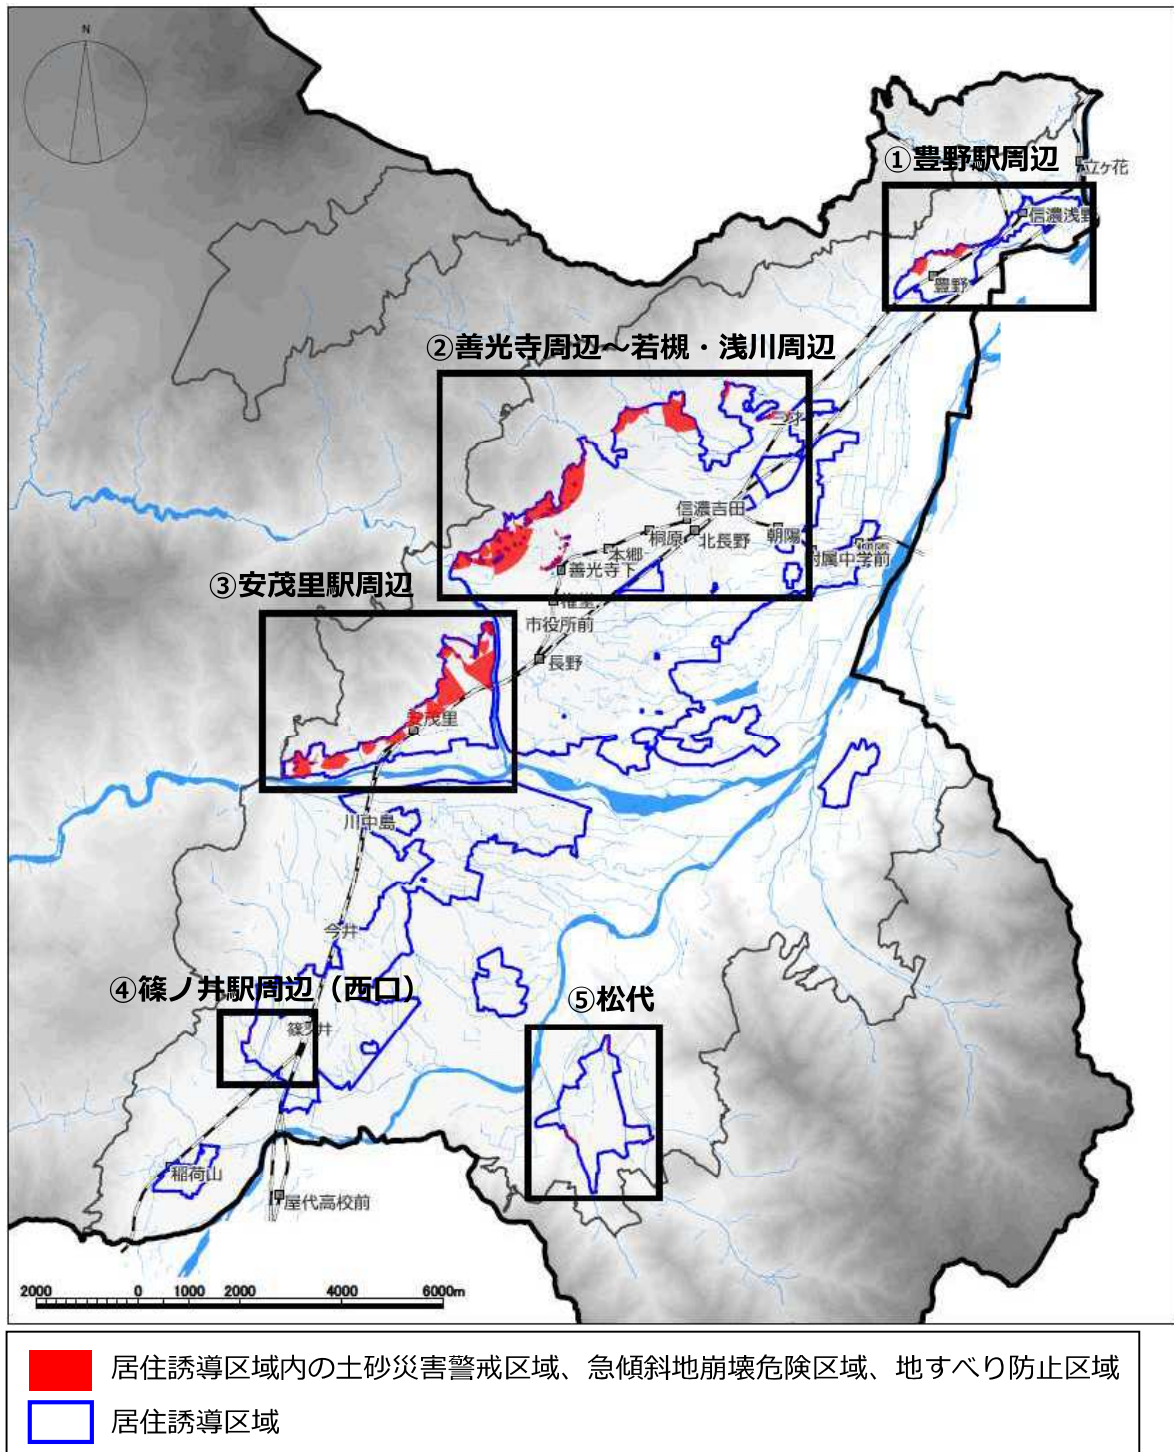 N
①豊野駅周辺
立ヶ花
信濃浅野
豊野
②善光寺周辺～若槻・浅川周辺
三才
信濃吉田
桐原
北長野
朝陽
附属中学前
本郷
善光寺下
権堂
③安茂里駅周辺
市役所前
長野
安茂里
川中島
今井
④篠ノ井駅周辺（西口）
篠ノ井
⑤松代
稲荷山
屋代高校前
2000 0 1000 2000 4000 6000m
居住誘導区域内の土砂災害警戒区域、急傾斜地崩壊危険区域、地すべり防止区域
居住誘導区域